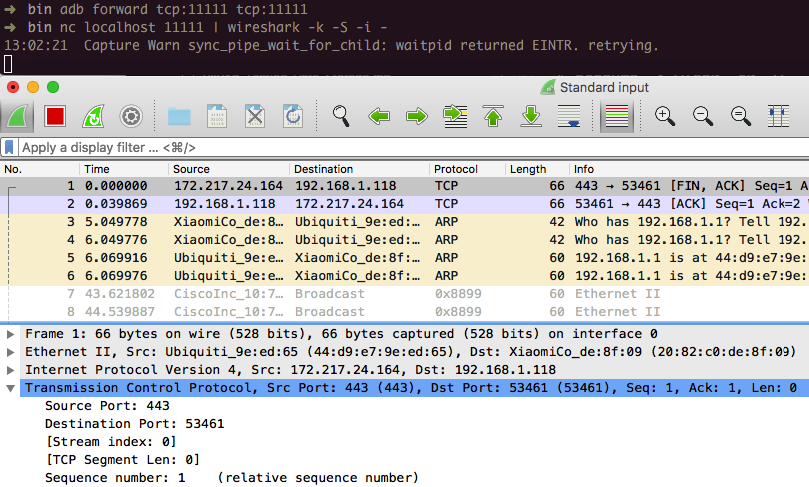 ➜ bin adb forward tcp:11111 tcp:11111
➜ bin nc localhost 11111 | wireshark -k -S -i -
13:02:21 Capture Warn sync_pipe_wait_for_child: waitpid returned EINTR. retrying.
Standard input
Apply a display filter ... <⌘/>
No. Time Source Destination Protocol Length Info
1 0.000000 172.217.24.164 192.168.1.118 TCP 66 443 → 53461 [FIN, ACK] Seq=1 A
2 0.039869 192.168.1.118 172.217.24.164 TCP 66 53461 → 443 [ACK] Seq=1 Ack=2
3 5.049778 XiaomiCo_de:8… Ubiquiti_9e:ed:… ARP 42 Who has 192.168.1.1? Tell 192.
4 6.049776 XiaomiCo_de:8… Ubiquiti_9e:ed:… ARP 42 Who has 192.168.1.1? Tell 192.
5 6.069916 Ubiquiti_9e:e… XiaomiCo_de:8f:… ARP 60 192.168.1.1 is at 44:d9:e7:9e:
6 6.069976 Ubiquiti_9e:e… XiaomiCo_de:8f:… ARP 60 192.168.1.1 is at 44:d9:e7:9e:
7 43.621802 CiscoInc_10:7… Broadcast 0x8899 60 Ethernet II
8 44.539887 CiscoInc_10:7… Broadcast 0x8899 60 Ethernet II
Frame 1: 66 bytes on wire (528 bits), 66 bytes captured (528 bits) on interface 0
Ethernet II, Src: Ubiquiti_9e:ed:65 (44:d9:e7:9e:ed:65), Dst: XiaomiCo_de:8f:09 (20:82:c0:de:8f:09)
Internet Protocol Version 4, Src: 172.217.24.164, Dst: 192.168.1.118
Transmission Control Protocol, Src Port: 443 (443), Dst Port: 53461 (53461), Seq: 1, Ack: 1, Len: 0
Source Port: 443
Destination Port: 53461
[Stream index: 0]
[TCP Segment Len: 0]
Sequence number: 1 (relative sequence number)